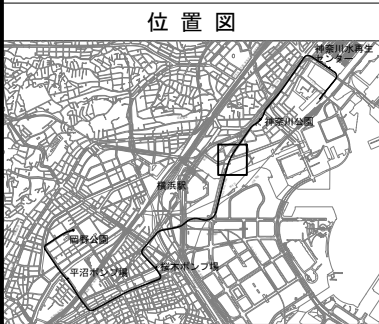 位置図
神奈川水再生
センター
神奈川公園
横浜駅
岡野公園
桜木ポンプ場
平沼ポンプ場